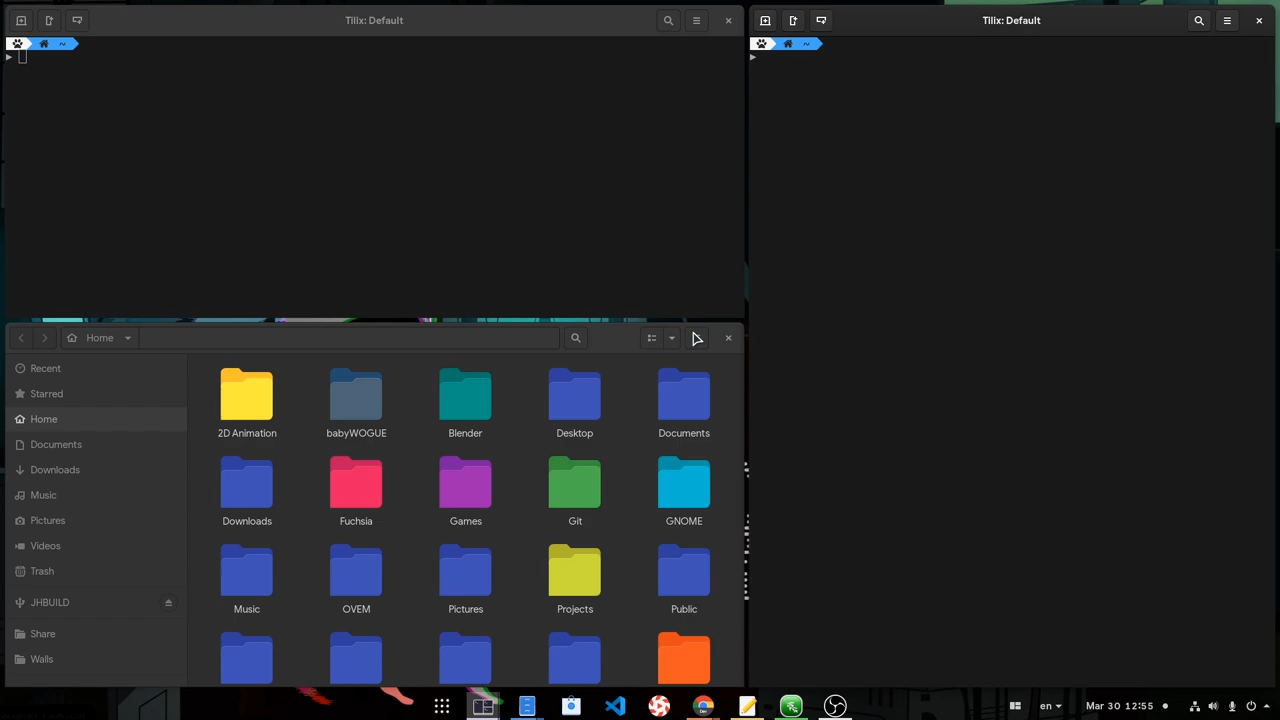 Tilix: Default
~
Tilix: Default
~
Home
Recent
Starred
Home
Documents
Downloads
Music
Pictures
Videos
Trash
JHBUILD
Share
Walls
2D Animation
babyWOGUE
Blender
Desktop
Documents
Downloads
Fuchsia
Games
Git
GNOME
Music
OVEM
Pictures
Projects
Public
en
Mar 30 12:55